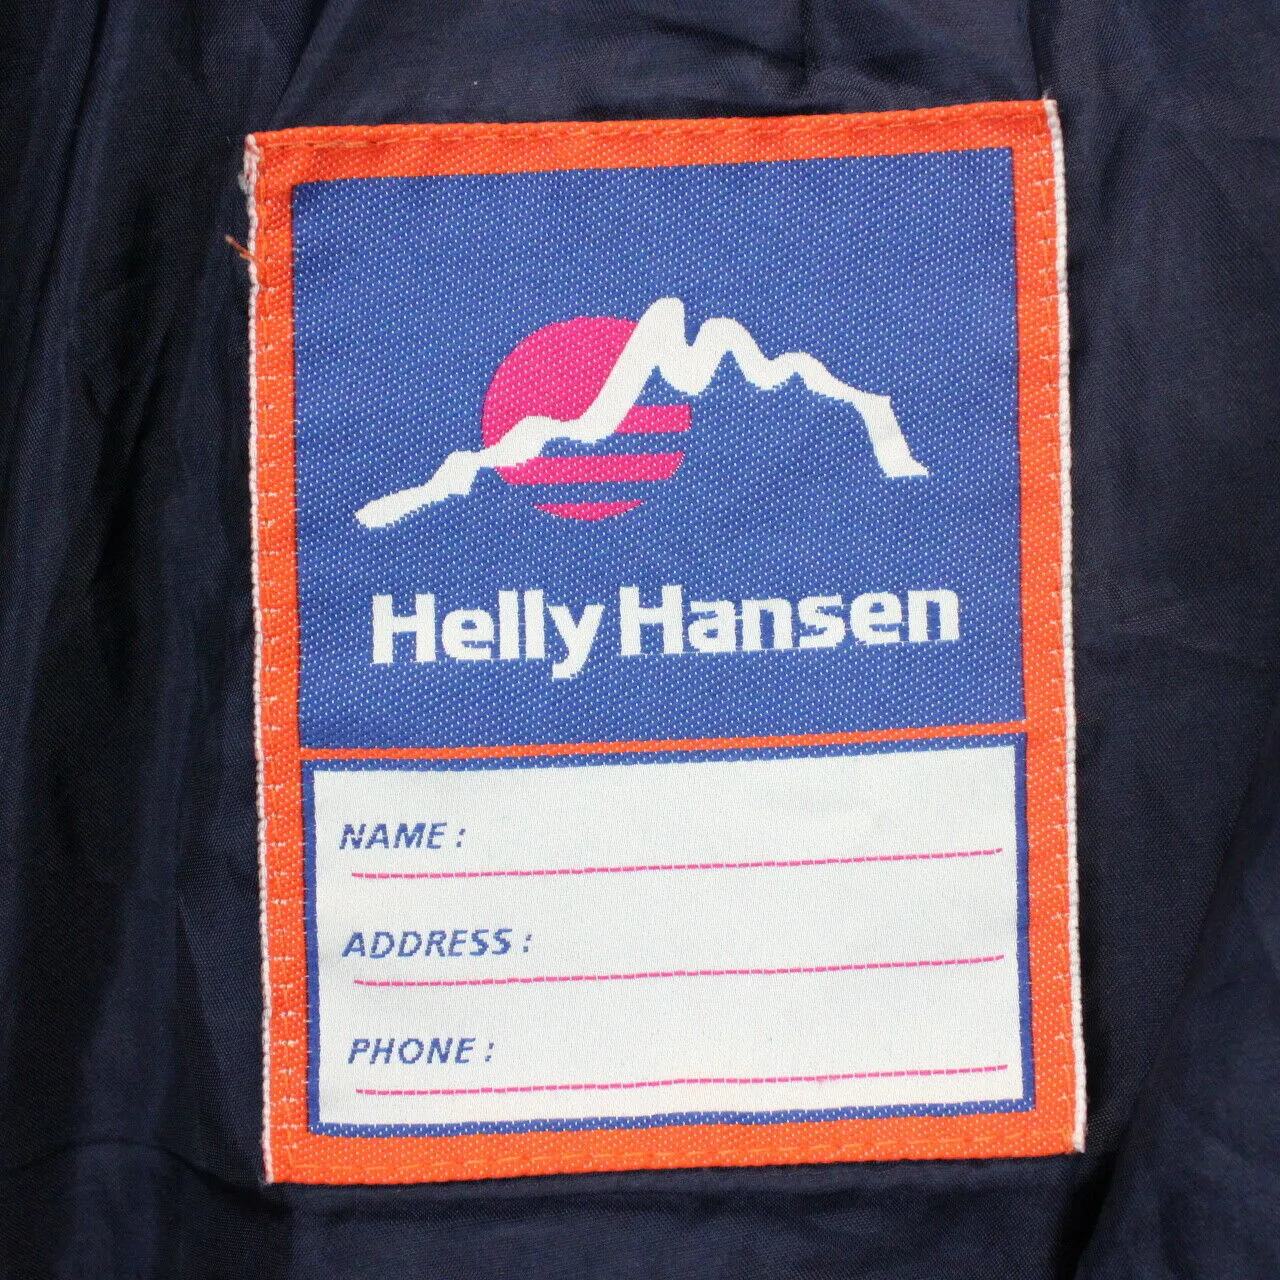 Helly Hansen
NAME :
ADDRESS :
PHONE :